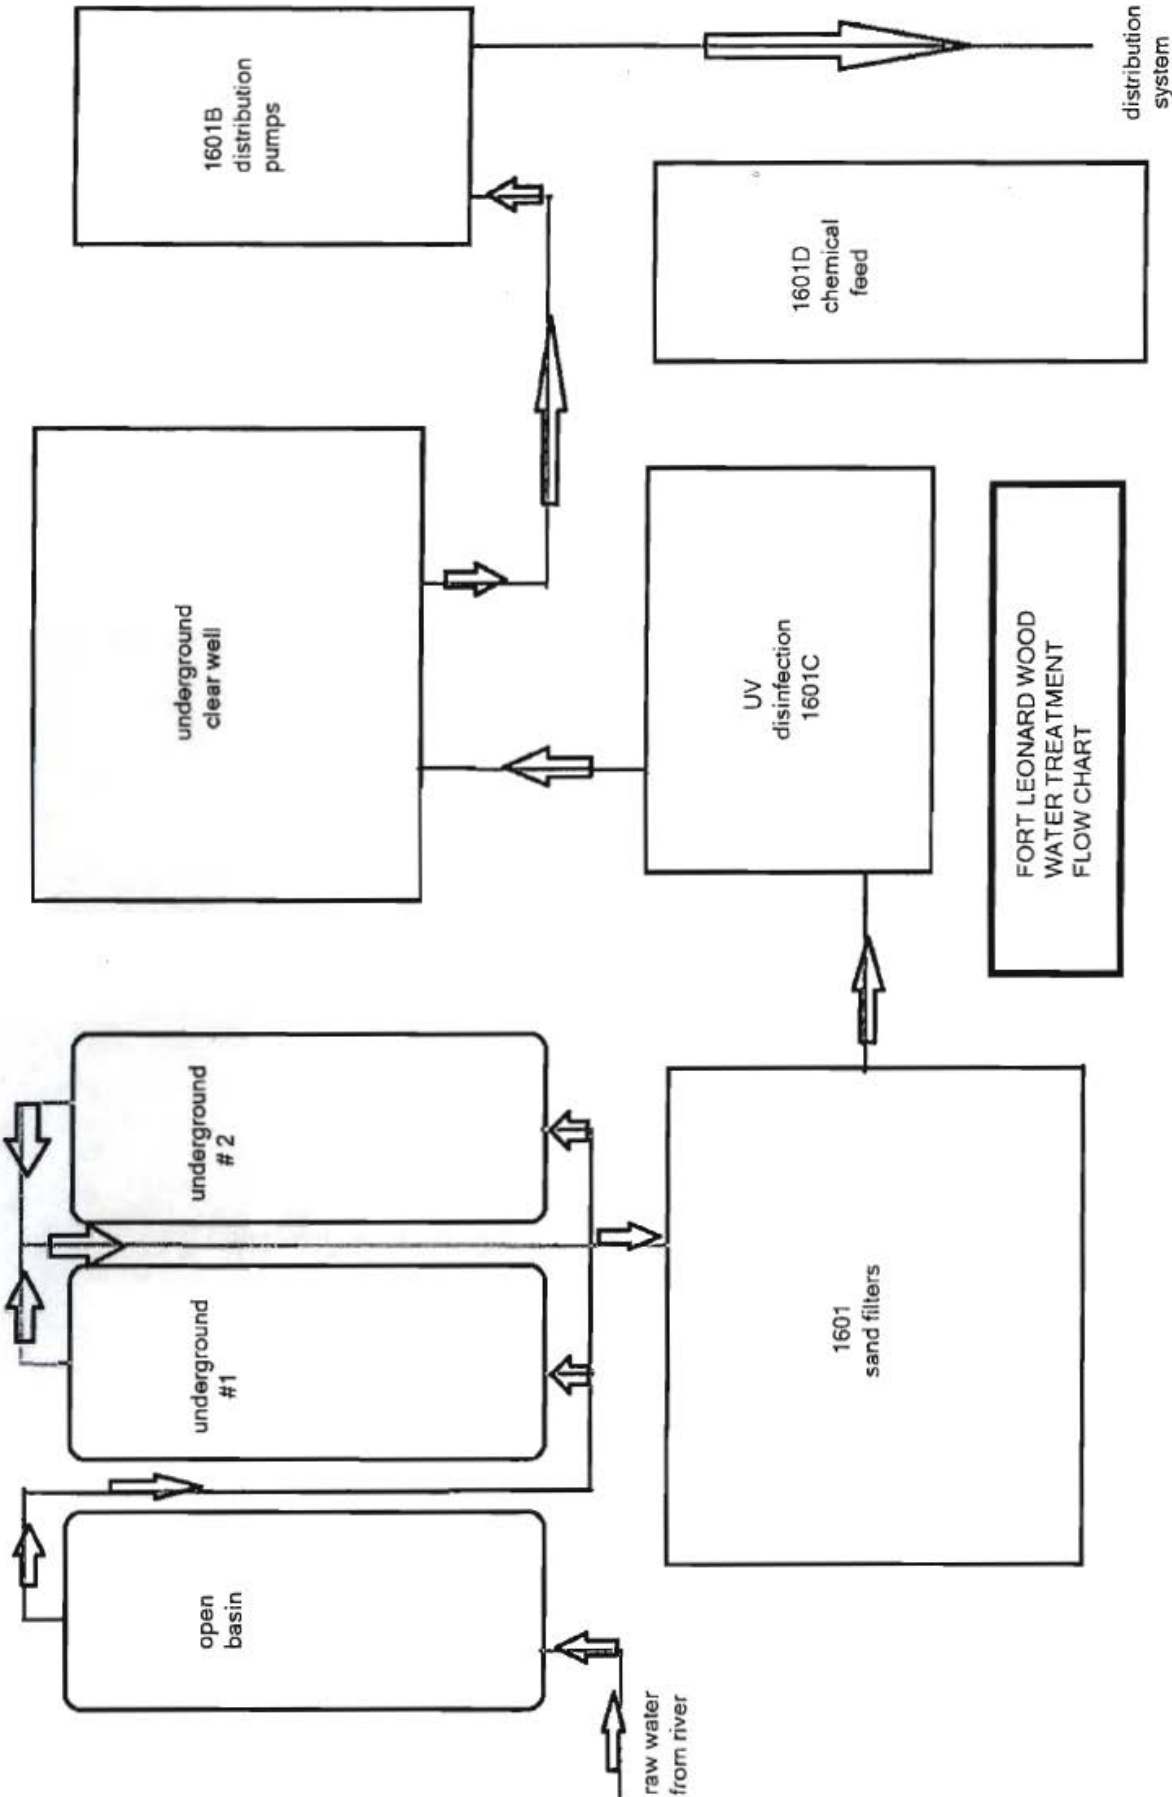 open
basin
underground
#1
underground
# 2
underground
clear well
1601B
distribution
pumps
raw water
from river
1601
sand filters
UV
disinfection
1601C
1601D
chemical
feed
distribution
system
FORT LEONARD WOOD
WATER TREATMENT
FLOW CHART